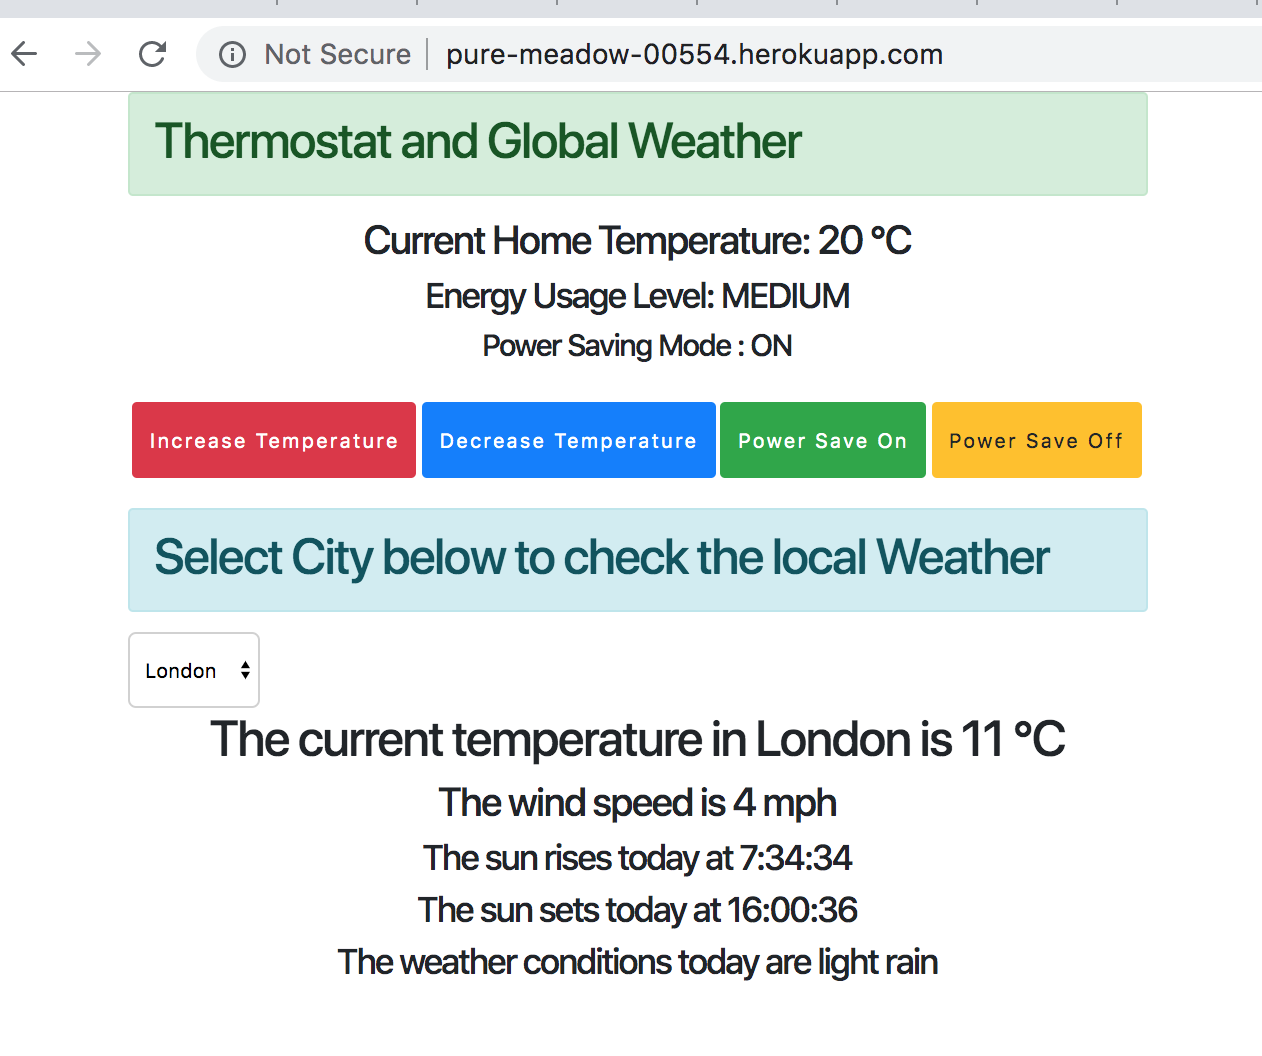 Not Secure | pure-meadow-00554.herokuapp.com
Thermostat and Global Weather
Current Home Temperature: 20 °C
Energy Usage Level: MEDIUM
Power Saving Mode : ON
Increase Temperature Decrease Temperature Power Save On Power Save Off
Select City below to check the local Weather
London
The current temperature in London is 11 °C
The wind speed is 4 mph
The sun rises today at 7:34:34
The sun sets today at 16:00:36
The weather conditions today are light rain